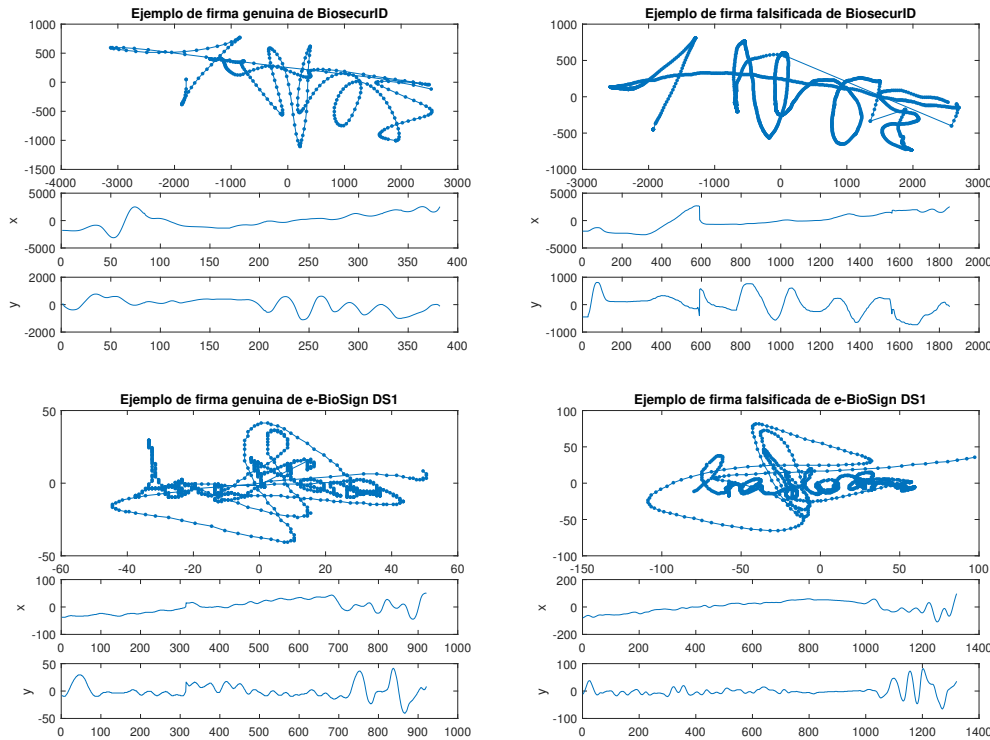 Ejemplo de firma genuina de BiosecurID
1000
500
0
-500
-1000
-1500
-4000 -3000 -2000 -1000 0 1000 2000 3000
5000
0
-5000
x
0 50 100 150 200 250 300 350 400
2000
0
-2000
y
0 50 100 150 200 250 300 350 400
Ejemplo de firma falsificada de BiosecurID
1000
500
0
-500
-1000
-3000 -2000 -1000 0 1000 2000 3000
5000
0
-5000
x
0 200 400 600 800 1000 1200 1400 1600 1800 2000
1000
0
-1000
y
0 200 400 600 800 1000 1200 1400 1600 1800 2000
Ejemplo de firma genuina de e-BioSign DS1
50
0
-50
-60 -40 -20 0 20 40 60
100
0
-100
x
0 100 200 300 400 500 600 700 800 900 1000
50
0
-50
y
0 100 200 300 400 500 600 700 800 900 1000
Ejemplo de firma falsificada de e-BioSign DS1
100
50
0
-50
-100
-150 -100 -50 0 50 100
200
0
-200
x
0 200 400 600 800 1000 1200 1400
100
0
-100
y
0 200 400 600 800 1000 1200 1400